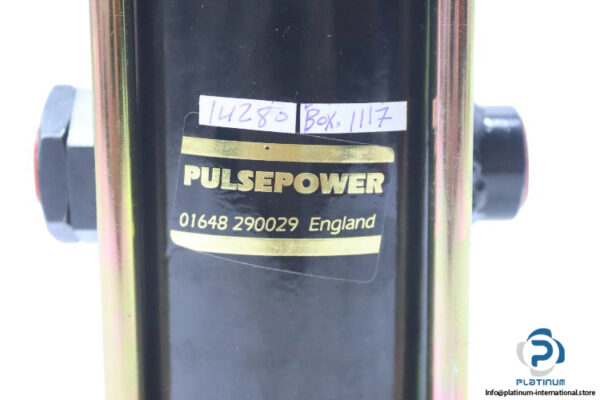 14280
Box. 1117
PULSEPOWER
01648 290029 England
PLATINUM
Info@platinum-international.store